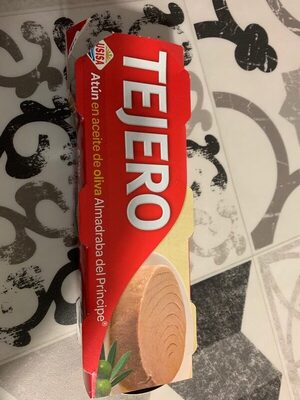 USISA
TEJERO
Atún en aceite de oliva Almadraba del Príncipe®